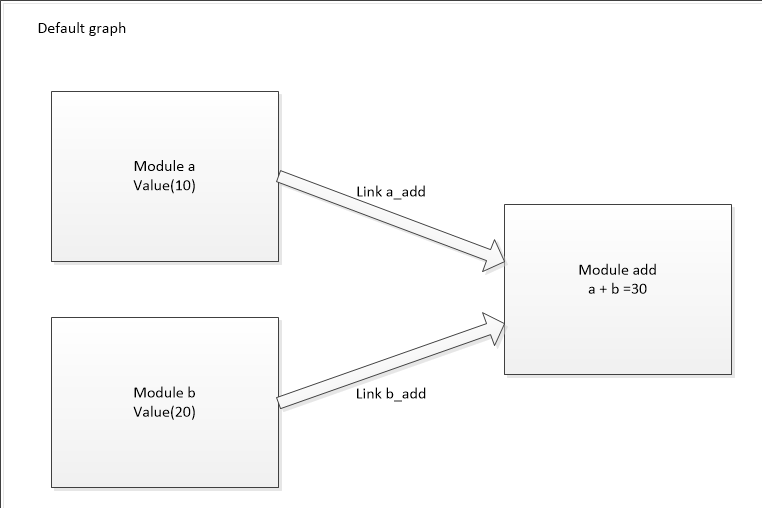 Default graph
Module a
Value(10)
Link a_add
Module add
a + b =30
Module b
Value(20)
Link b_add